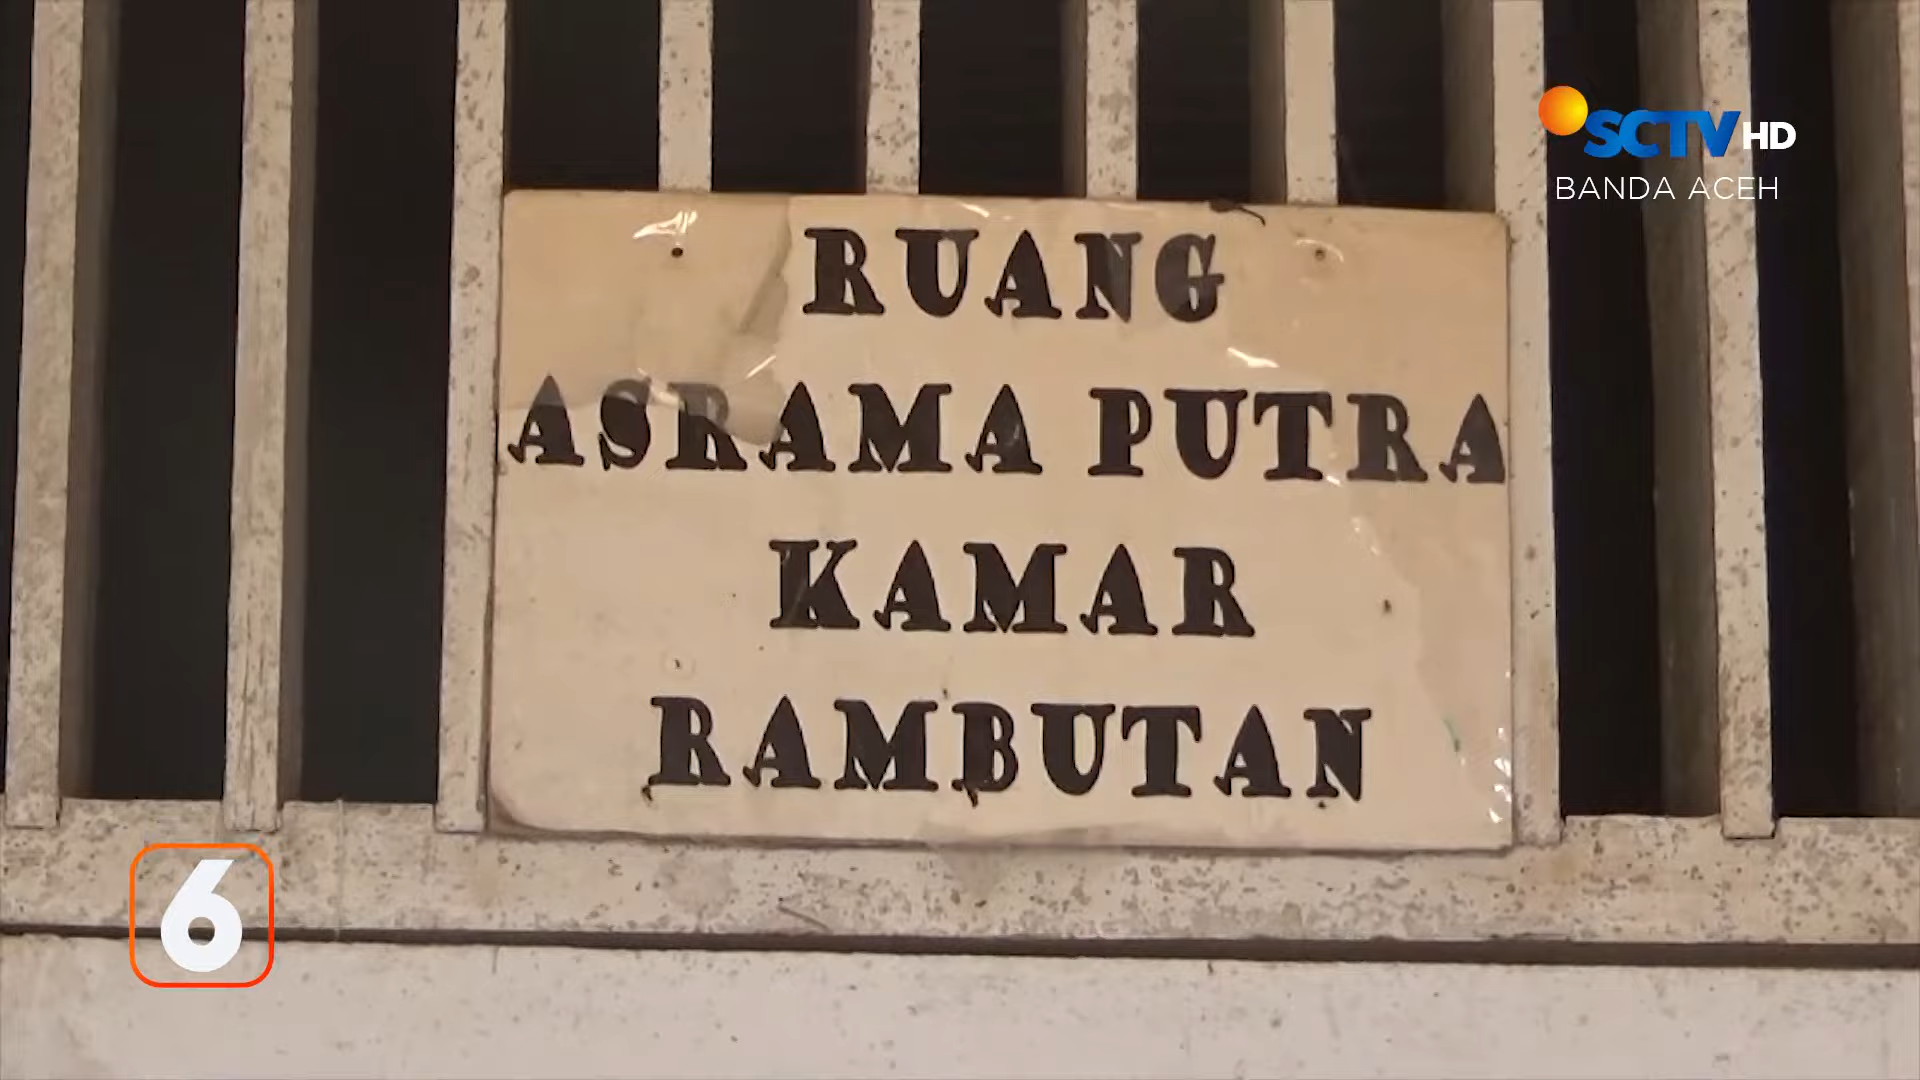 SCTV HD
BANDA ACEH
RUANG
ASRAMA PUTRA
KAMAR
RAMBUTAN
6